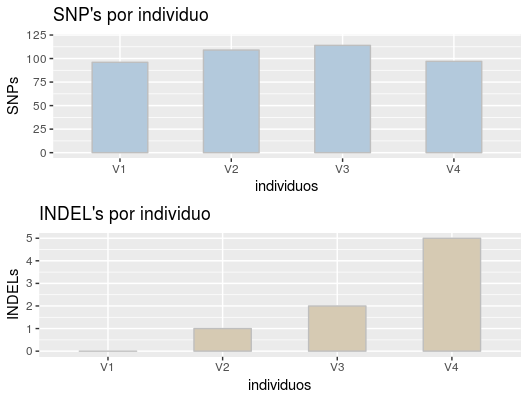 SNP's por individuo
125
100
75
50
25
0
SNPs
V1 V2 V3 V4
individuos
INDEL's por individuo
5
4
3
2
1
0
INDELs
V1 V2 V3 V4
individuos